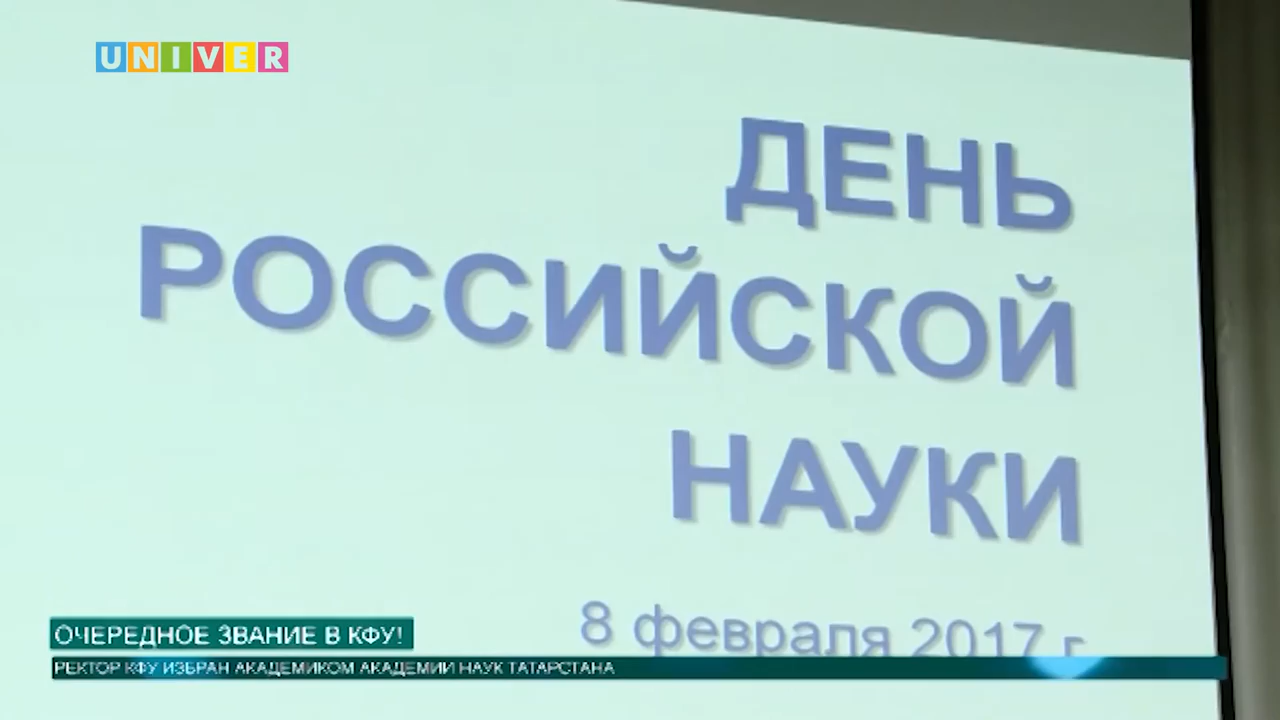 UNIVER
ДЕНЬ
РОССИЙСКОЙ
НАУКИ
8 февраля 2017 г
ОЧЕРЕДНОЕ ЗВАНИЕ В КФУ!
РЕКТОР КФУ ИЗБРАН АКАДЕМИКОМ АКАДЕМИИ НАУК ТАТАРСТАНА